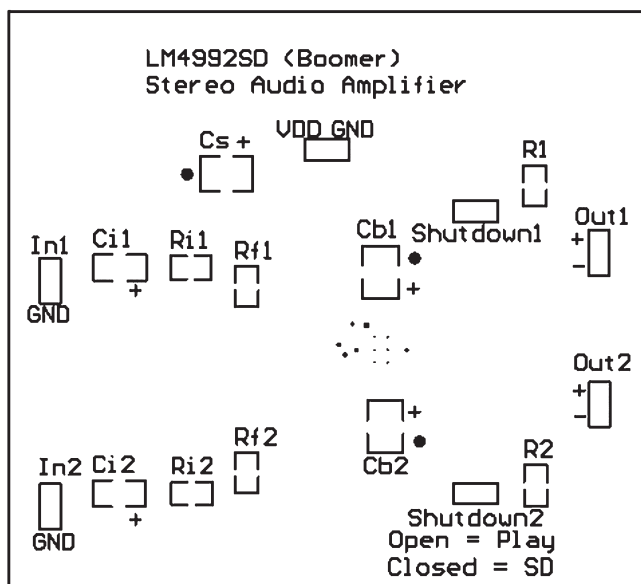 LM4992SD (Boomer)
Stereo Audio Amplifier
VDD GND
Cs +
R1
Out1
+
-
Shutdown1
Cb1
+
In1
GND
Ci1
+
Ri1
Rf1
Out2
+
-
+
Cb2
Rf2
R2
In2
GND
Ci2
+
Ri2
Shutdown2
Open = Play
Closed = SD